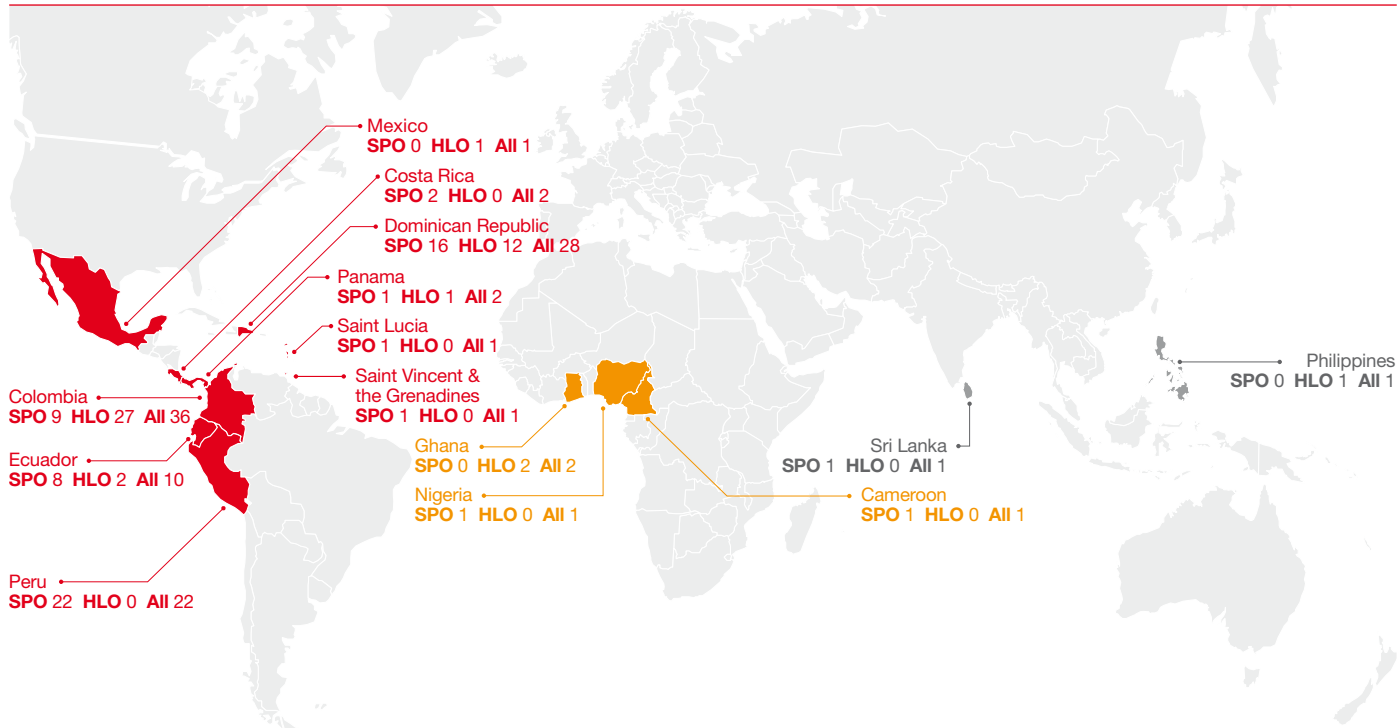 Mexico
SPO 0 HLO 1 All 1
Costa Rica
SPO 2 HLO 0 All 2
Dominican Republic
SPO 16 HLO 12 All 28
Panama
SPO 1 HLO 1 All 2
Saint Lucia
SPO 1 HLO 0 All 1
Saint Vincent &
the Grenadines
SPO 1 HLO 0 All 1
Colombia
SPO 9 HLO 27 All 36
Ecuador
SPO 8 HLO 2 All 10
Peru
SPO 22 HLO 0 All 22
Ghana
SPO 0 HLO 2 All 2
Nigeria
SPO 1 HLO 0 All 1
Cameroon
SPO 1 HLO 0 All 1
Sri Lanka
SPO 1 HLO 0 All 1
Philippines
SPO 0 HLO 1 All 1